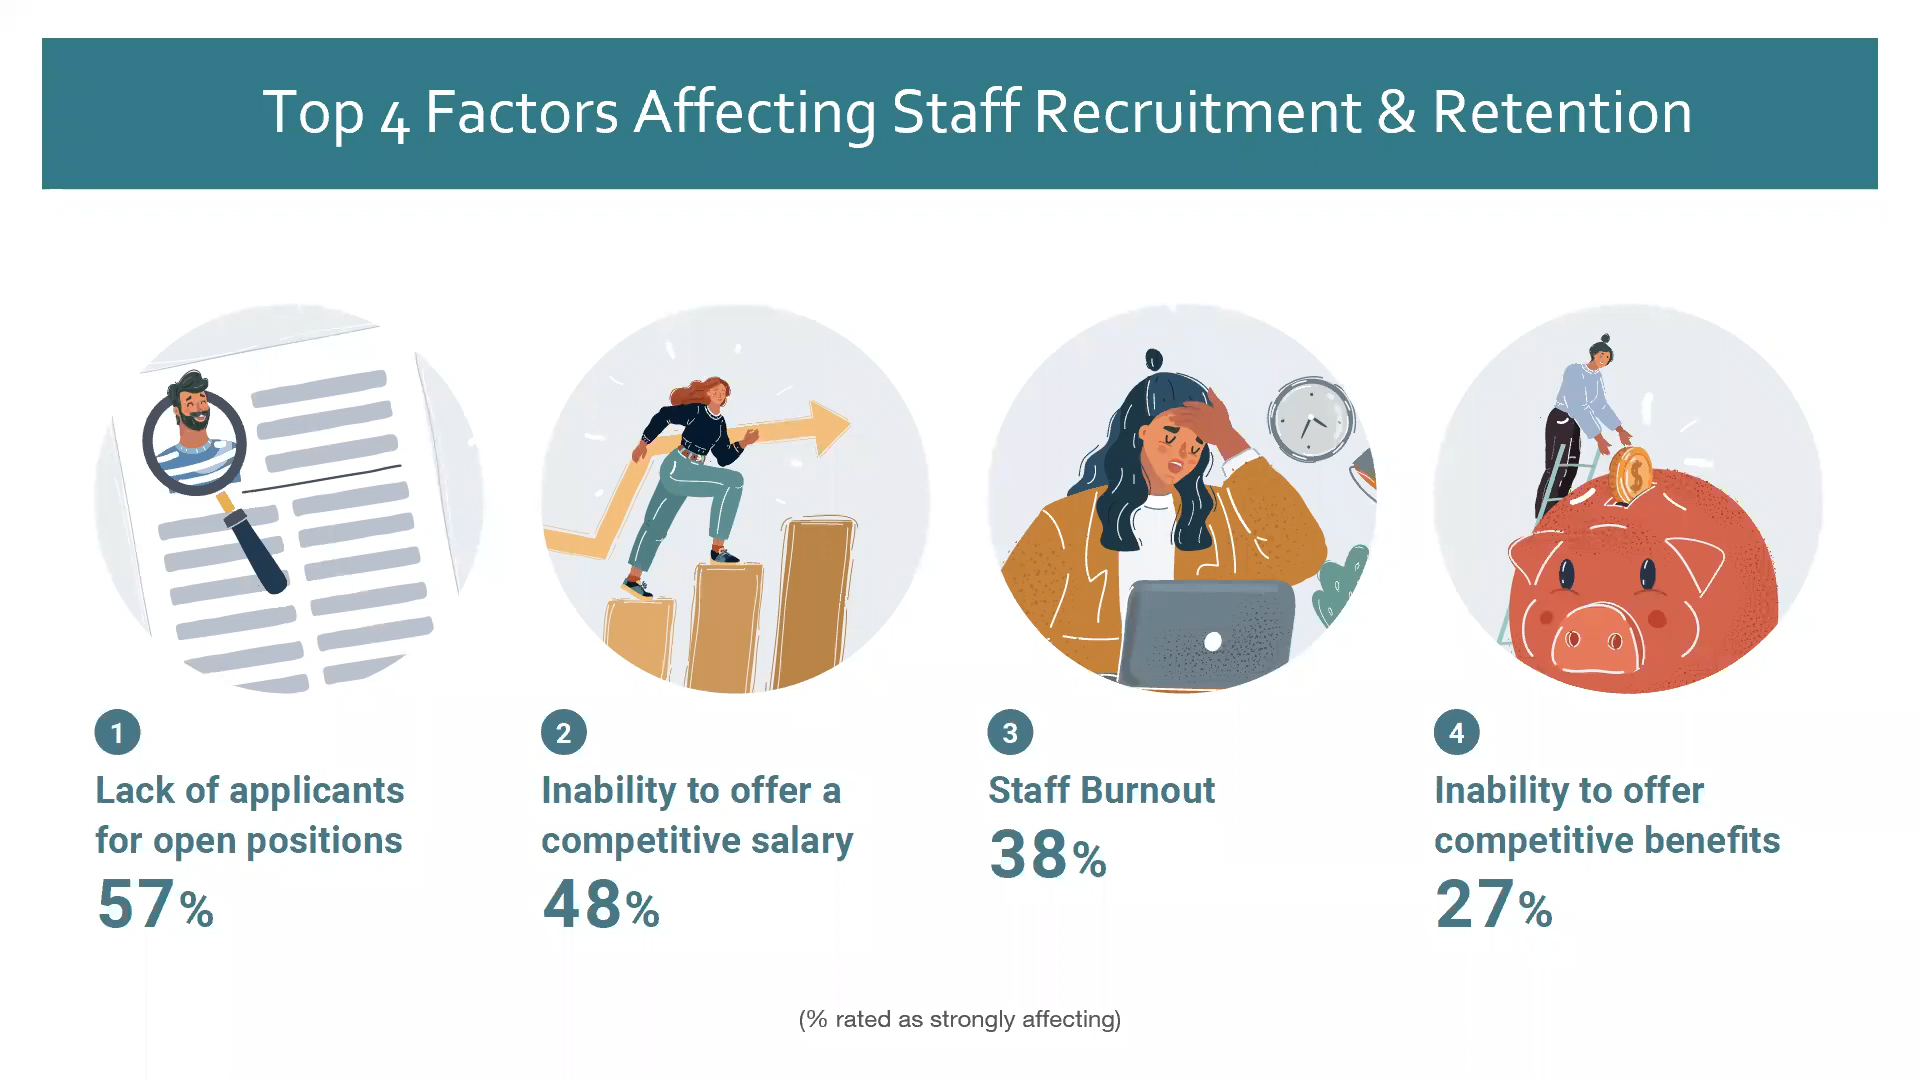 Top 4 Factors Affecting Staff Recruitment & Retention
1
Lack of applicants
for open positions
57%
2
Inability to offer a
competitive salary
48%
3
Staff Burnout
38%
4
Inability to offer
competitive benefits
27%
(% rated as strongly affecting)